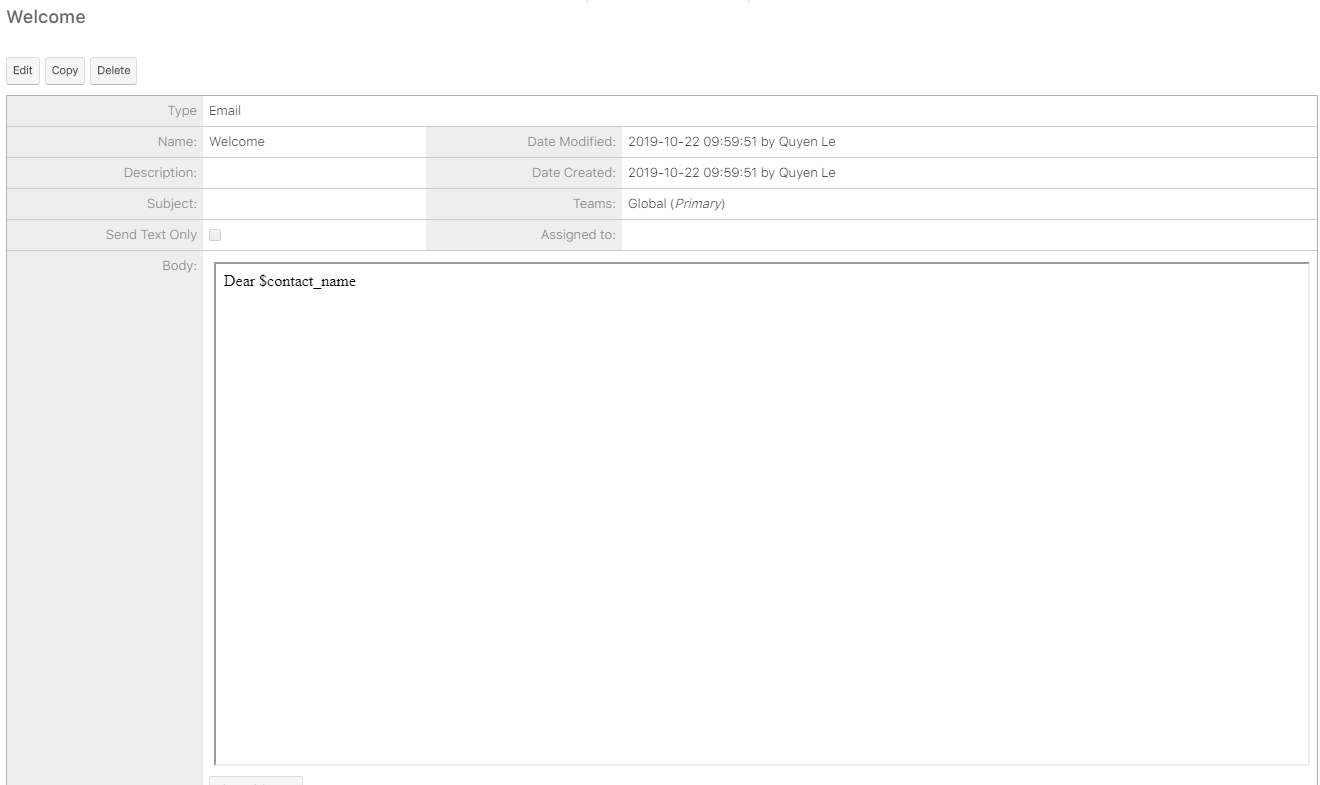 Welcome
Edit Copy Delete
Type Email
Name: Welcome Date Modified: 2019-10-22 09:59:51 by Quyen Le
Description: Date Created: 2019-10-22 09:59:51 by Quyen Le
Subject: Teams: Global (Primary)
Send Text Only Assigned to:
Body:
Dear $contact_name